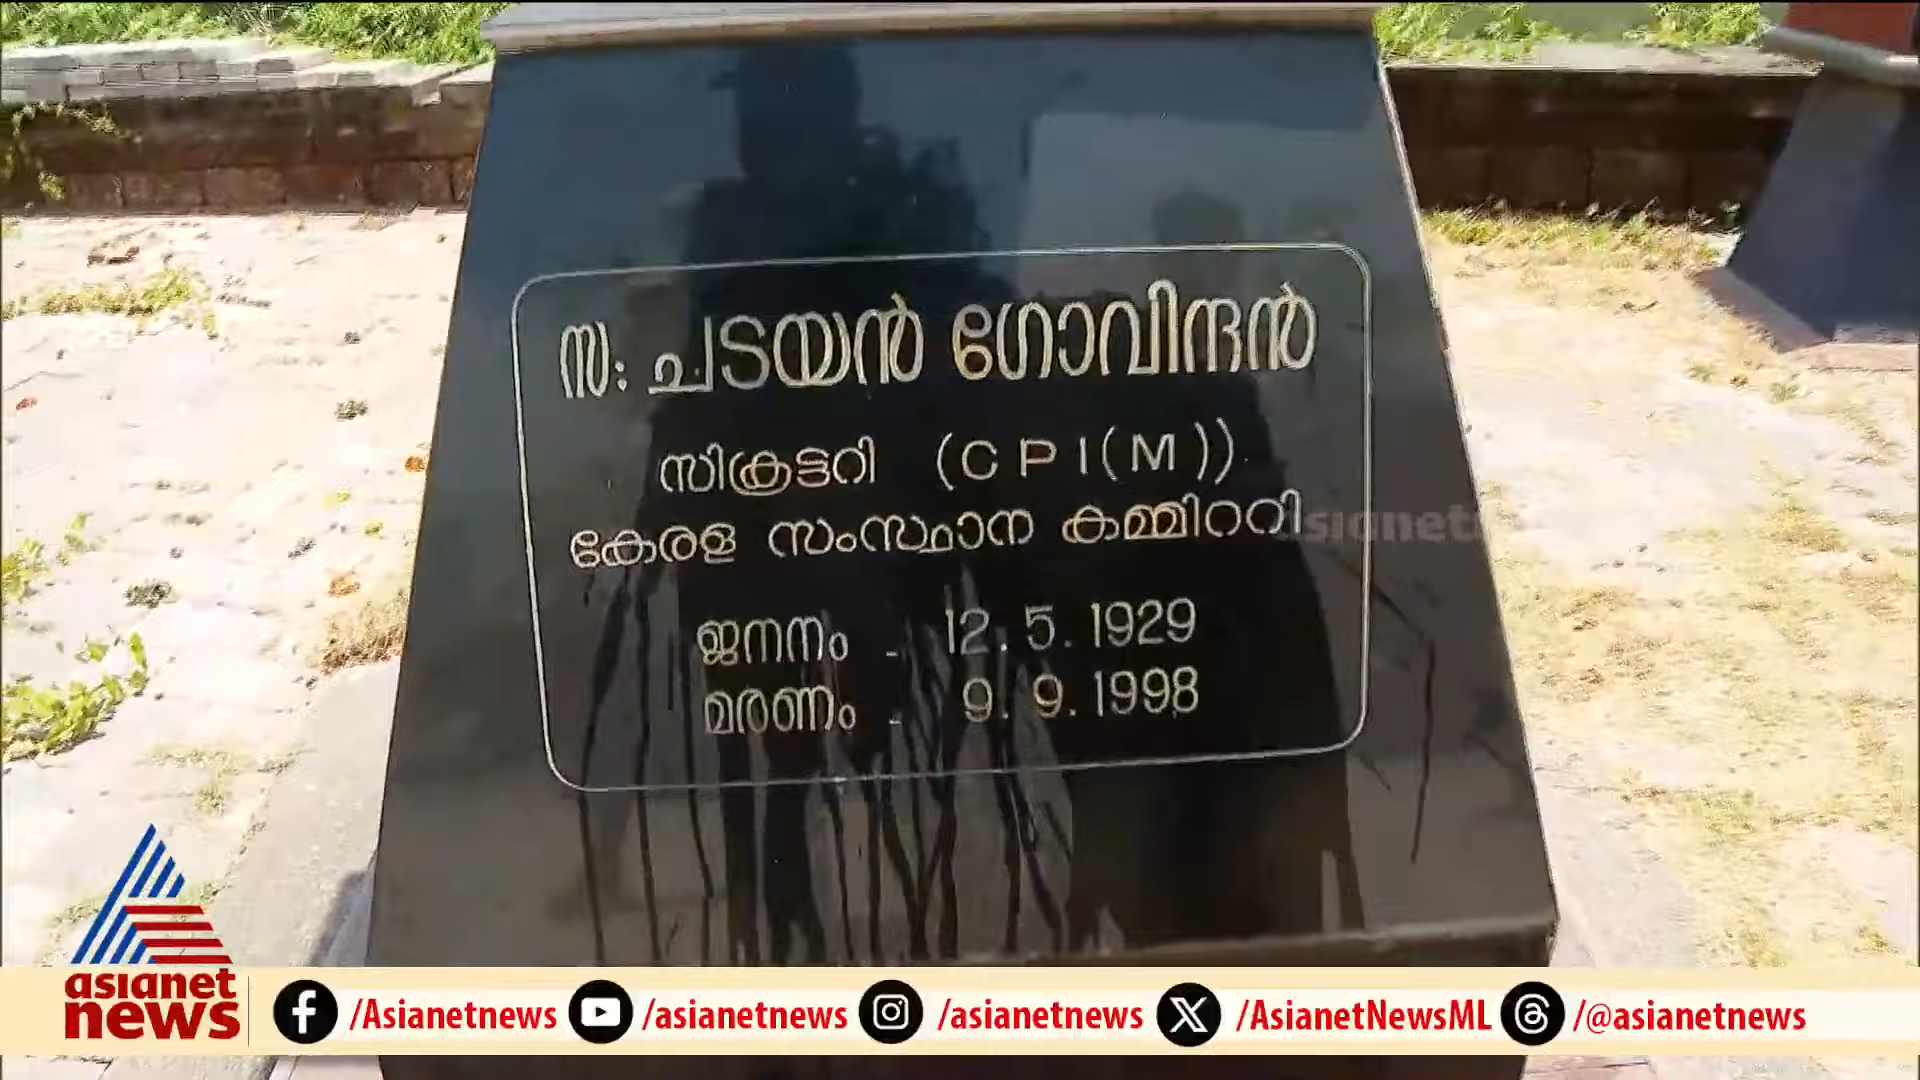 സ: ചടയൻ ഗോവിന്ദൻ
സിക്രട്ടറി (CPI(M))
കേരള സംസ്ഥാന കമ്മിററി
asianet
ജനനം - 12.5.1929
മരണം - 9.9.1998
asianet
news
/Asianetnews /asianetnews /asianetnews /AsianetNewsML /@asianetnews